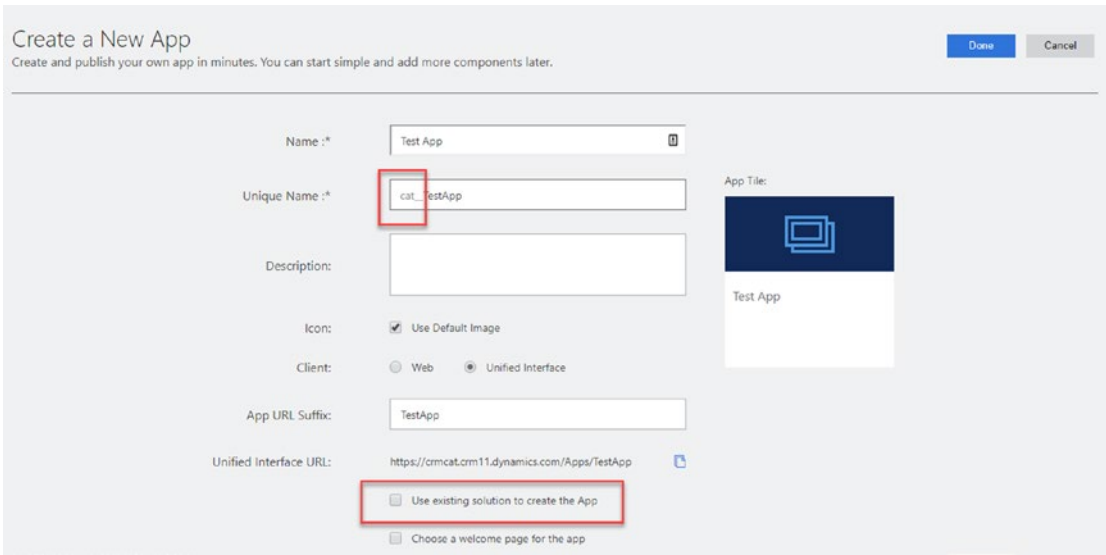 Create a New App
Done
Cancel
Create and publish your own app in minutes. You can start simple and add more components later.
Name :*
Test App
Unique Name :*
cat_TestApp
App Tile:
Test App
Description:
Icon:
Use Default Image
Client:
Web
Unified Interface
App URL Suffix:
TestApp
Unified Interface URL:
https://crmcat.crm11.dynamics.com/Apps/TestApp
Use existing solution to create the App
Choose a welcome page for the app